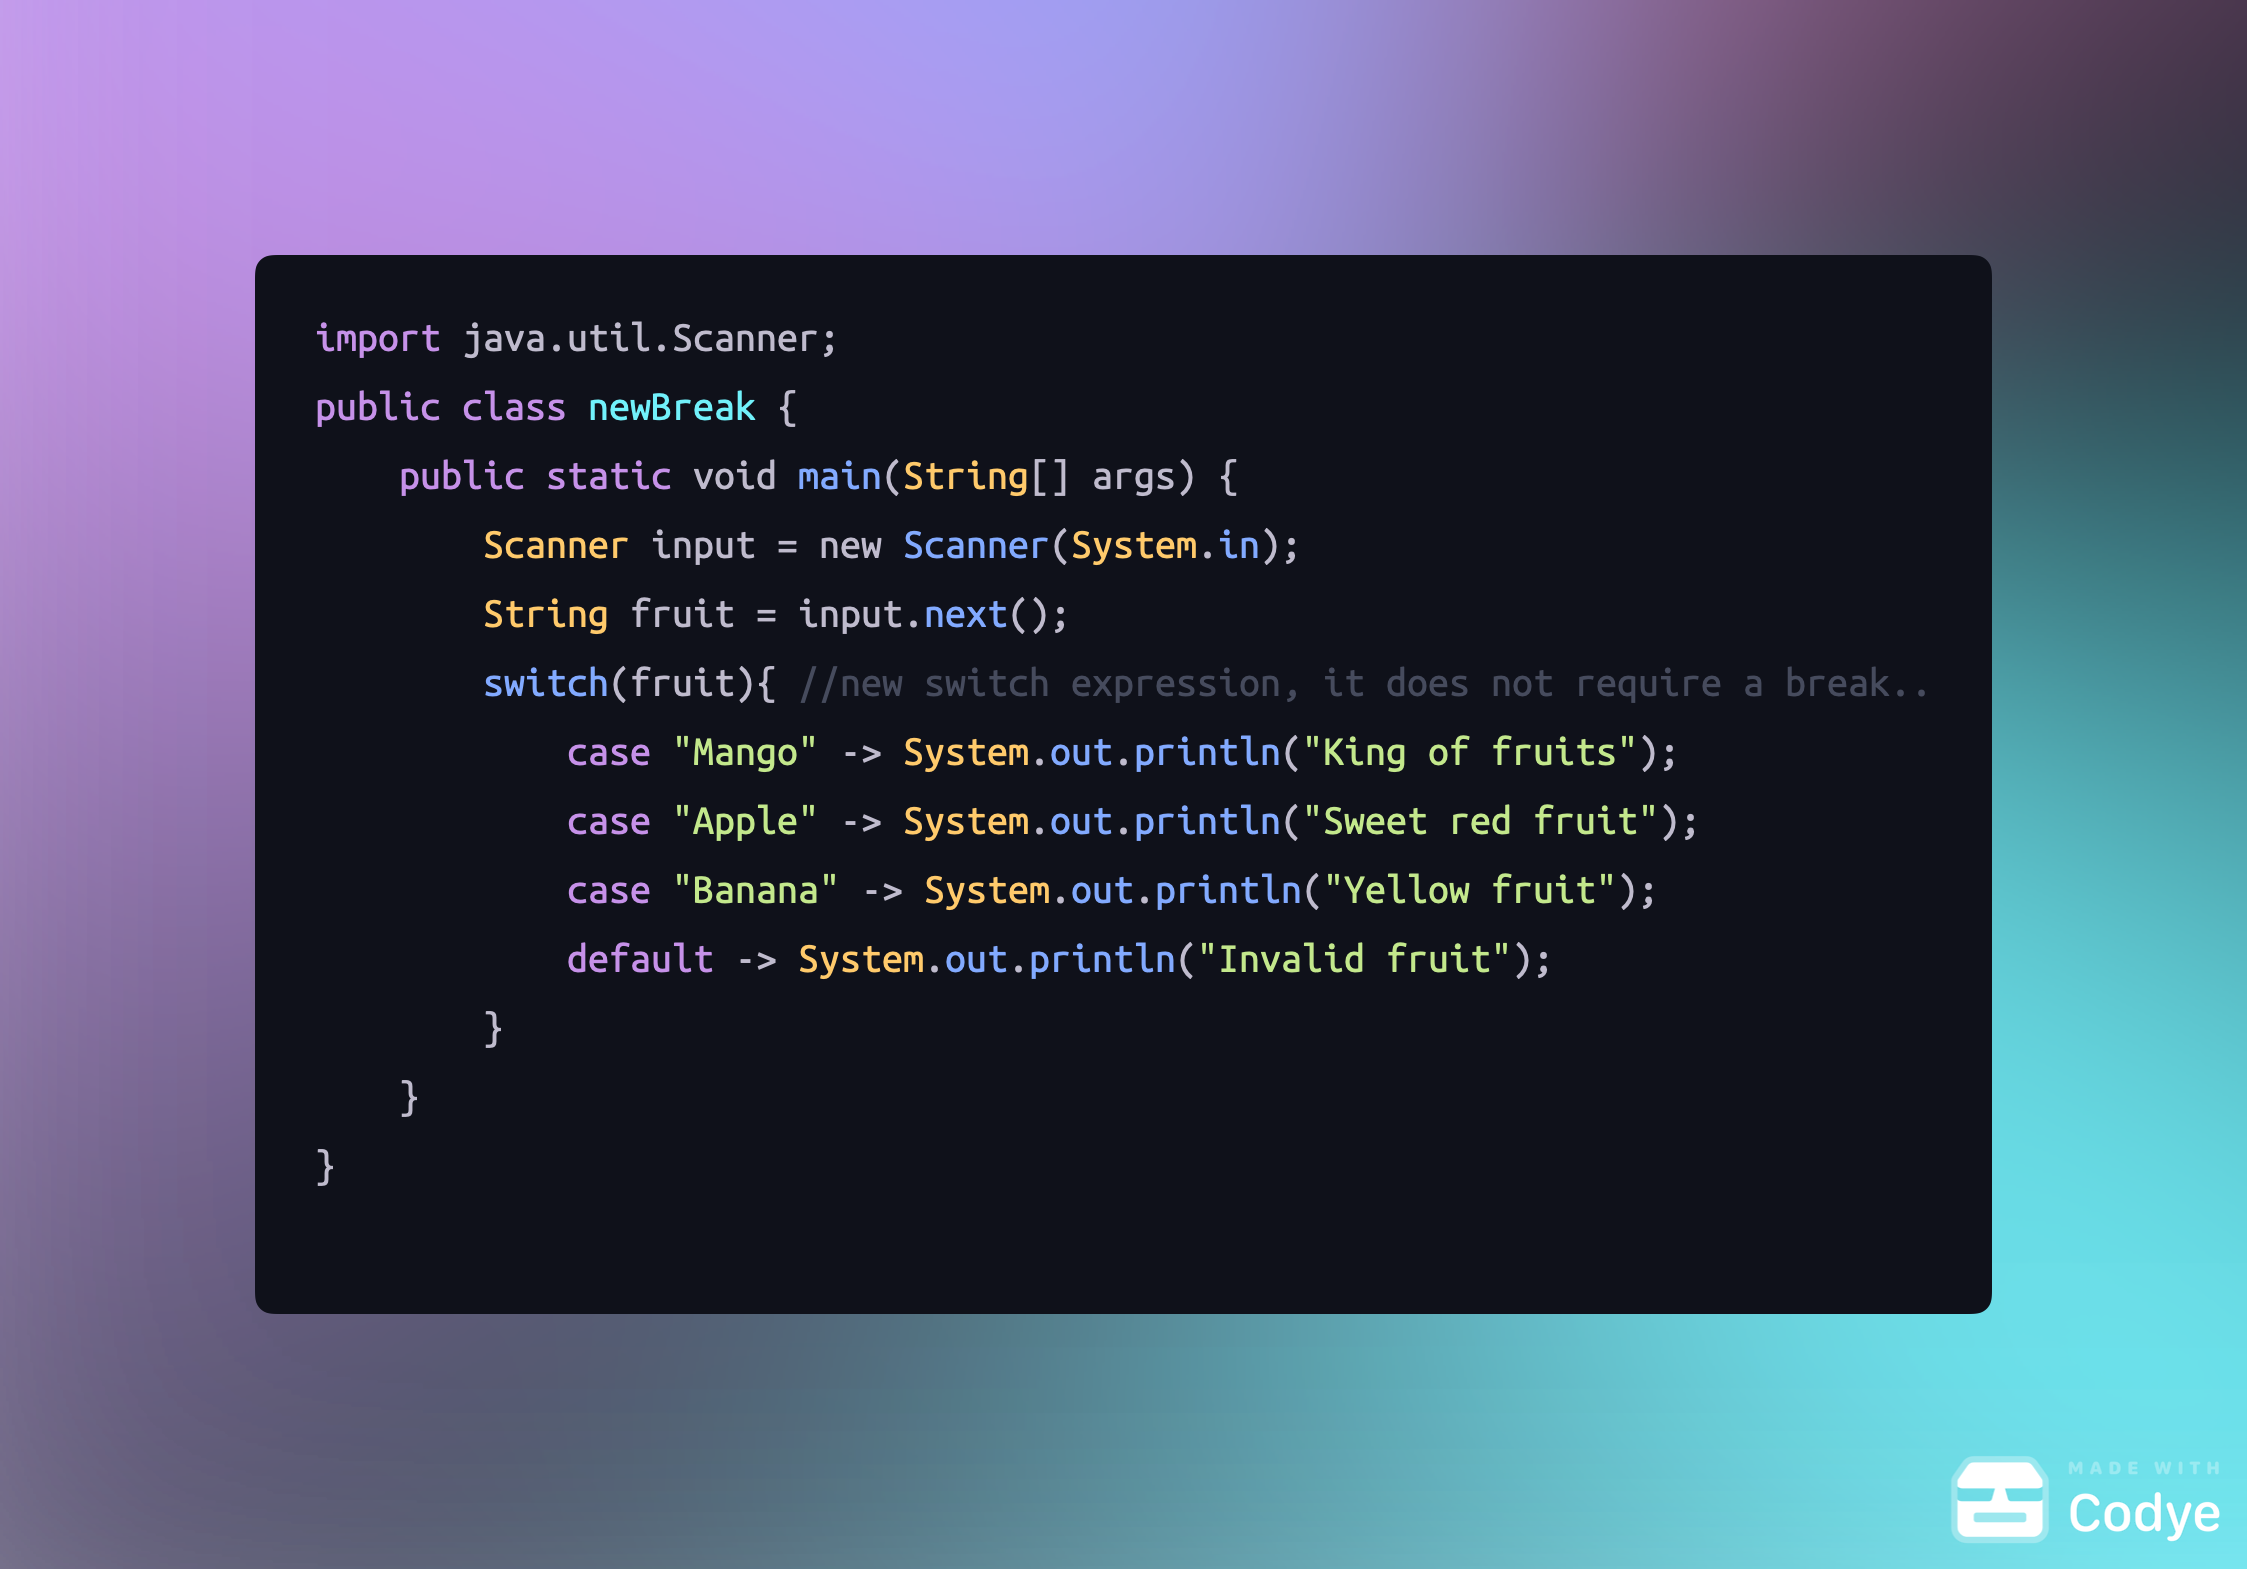 import java.util.Scanner;
public class newBreak {
    public static void main(String[] args) {
        Scanner input = new Scanner(System.in);
        String fruit = input.next();
        switch(fruit){ //new switch expression, it does not require a break..
            case "Mango" -> System.out.println("King of fruits");
            case "Apple" -> System.out.println("Sweet red fruit");
            case "Banana" -> System.out.println("Yellow fruit");
            default -> System.out.println("Invalid fruit");
        }
    }
}
MADE WITH
Codye